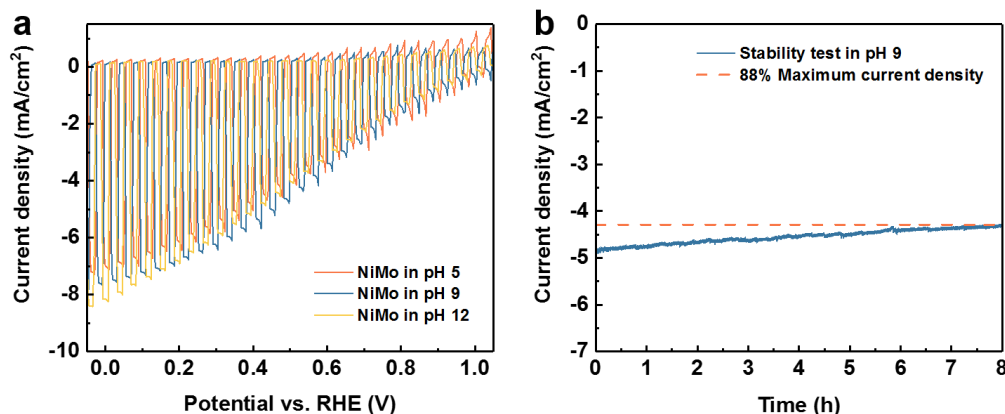 a
Current density (mA/cm²)
0
-2
-4
-6
-8
-10
0.0
0.2
0.4
0.6
0.8
1.0
Potential vs. RHE (V)
NiMo in pH 5
NiMo in pH 9
NiMo in pH 12
b
Current density (mA/cm²)
0
-1
-2
-3
-4
-5
-6
-7
0
1
2
3
4
5
6
7
8
Time (h)
Stability test in pH 9
88% Maximum current density